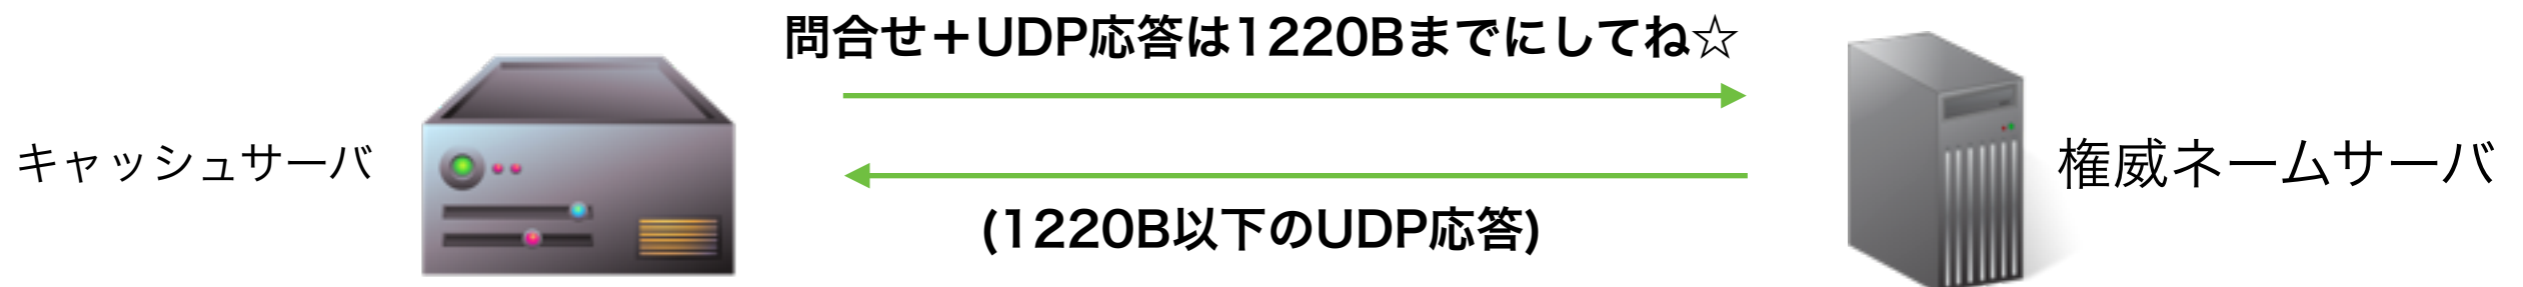 問合せ＋UDP応答は1220Bまでにしてね☆
キャッシュサーバ
権威ネームサーバ
(1220B以下のUDP応答)